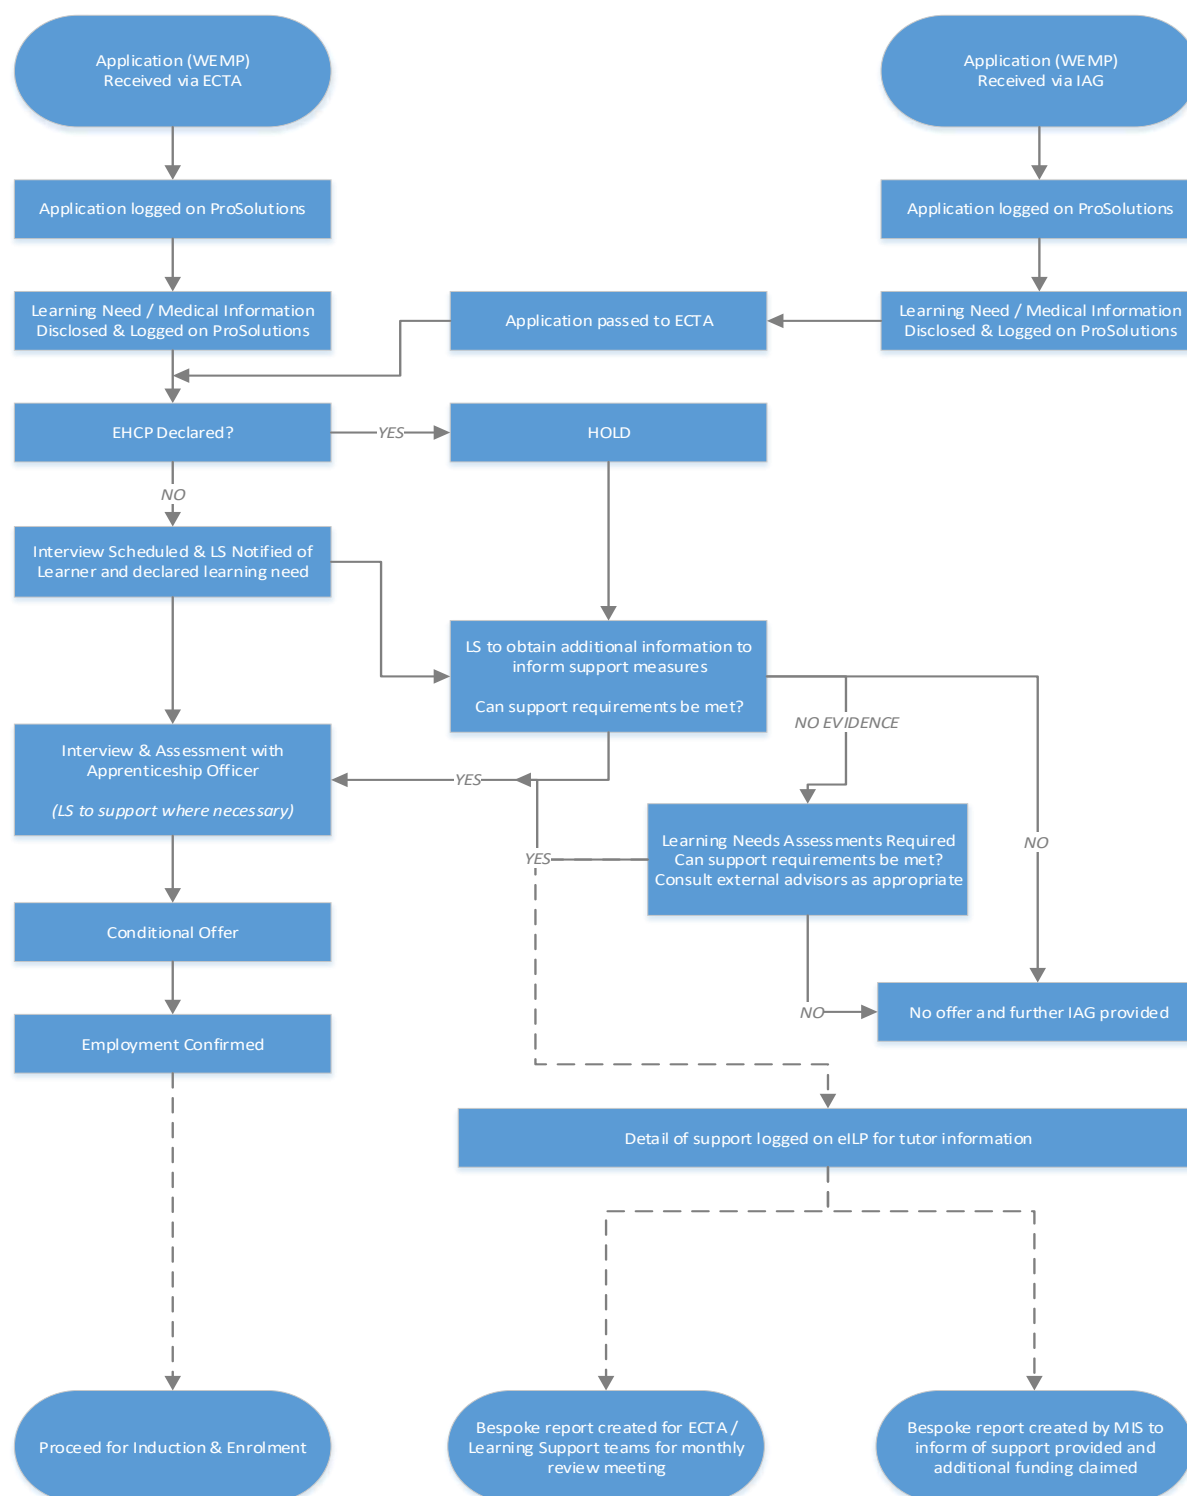 Application (WEMP)
Received via ECTA
Application (WEMP)
Received via IAG
Application logged on ProSolutions
Application logged on ProSolutions
Learning Need / Medical Information
Disclosed & Logged on ProSolutions
Application passed to ECTA
Learning Need / Medical Information
Disclosed & Logged on ProSolutions
EHCP Declared?
YES
HOLD
NO
Interview Scheduled & LS Notified of
Learner and declared learning need
LS to obtain additional information to
inform support measures
Can support requirements be met?
NO EVIDENCE
Interview & Assessment with
Apprenticeship Officer
(LS to support where necessary)
YES
Learning Needs Assessments Required
Can support requirements be met?
Consult external advisors as appropriate
YES
NO
Conditional Offer
NO
No offer and further IAG provided
Employment Confirmed
Detail of support logged on eILP for tutor information
Proceed for Induction & Enrolment
Bespoke report created for ECTA /
Learning Support teams for monthly
review meeting
Bespoke report created by MIS to
inform of support provided and
additional funding claimed